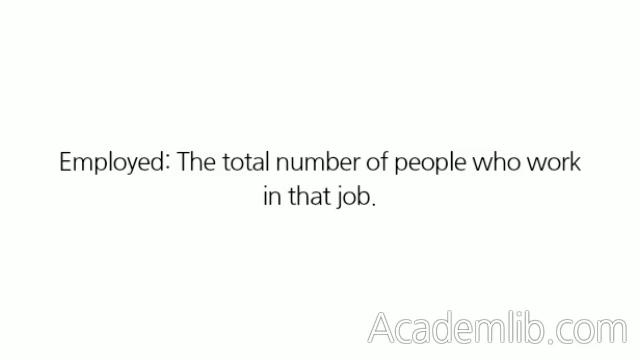 Employed: The total number of people who work
in that job.
Academlib.com